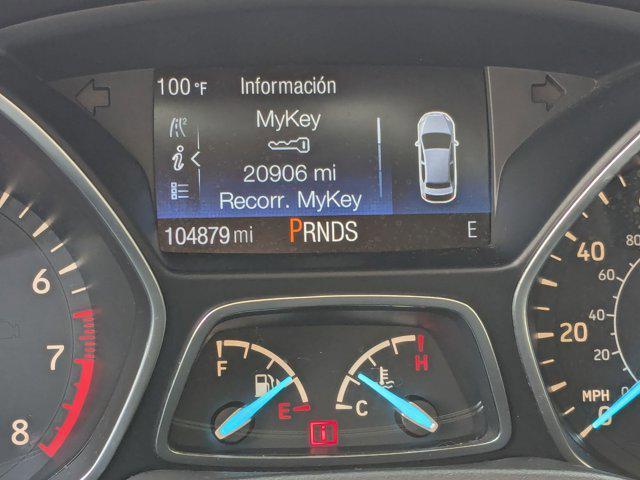 100 °F Información
MyKey
i
20906 mi
Recorr. MyKey
104879 mi PRNDS E
6
7
8
F
E
i
H
C
40
20
0
MPH
80
60
40
20